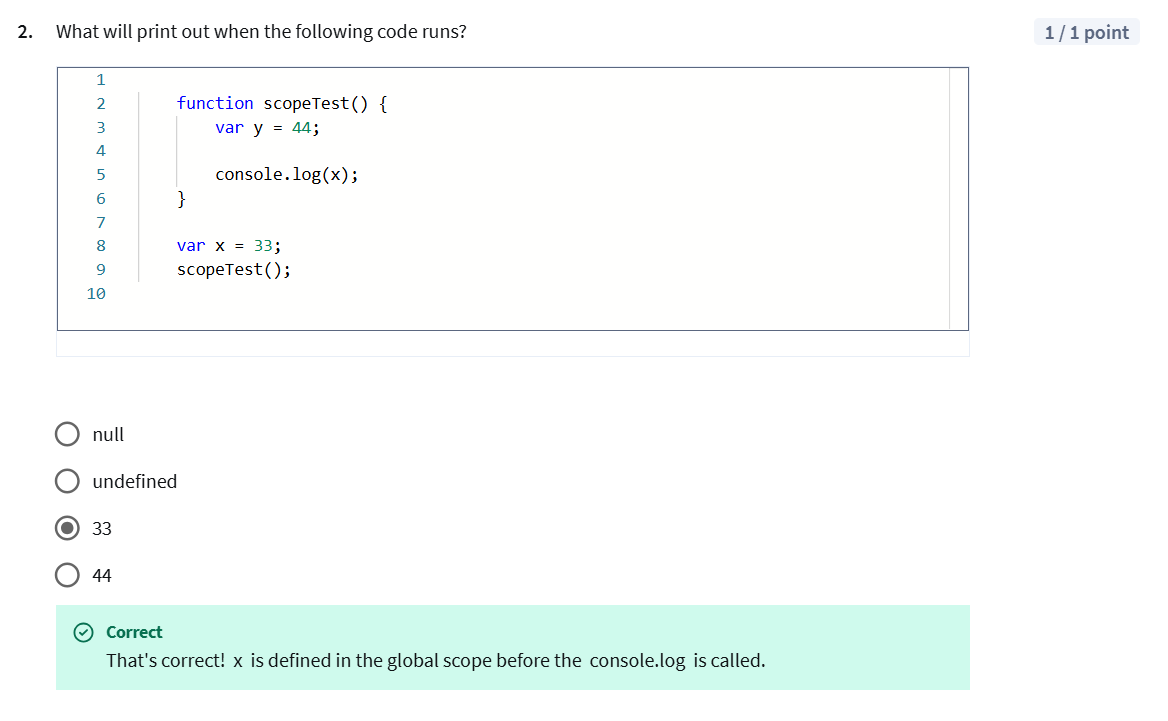 2. What will print out when the following code runs?
1 / 1 point
1
2 function scopeTest() {
3 var y = 44;
4
5 console.log(x);
6 }
7
8 var x = 33;
9 scopeTest();
10
null
undefined
33
44
Correct
That's correct! x is defined in the global scope before the console.log is called.